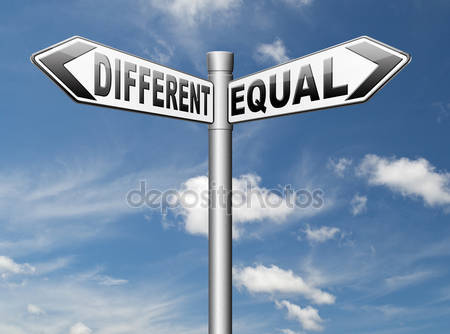 DIFFERENT
EQUAL
depositphotos